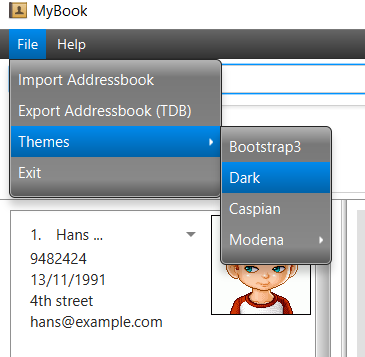 MyBook
File Help
Import Addressbook
Export Addressbook (TDB)
Themes
Exit
Bootstrap3
Dark
Caspian
Modena
1. Hans ...
9482424
13/11/1991
4th street
hans@example.com